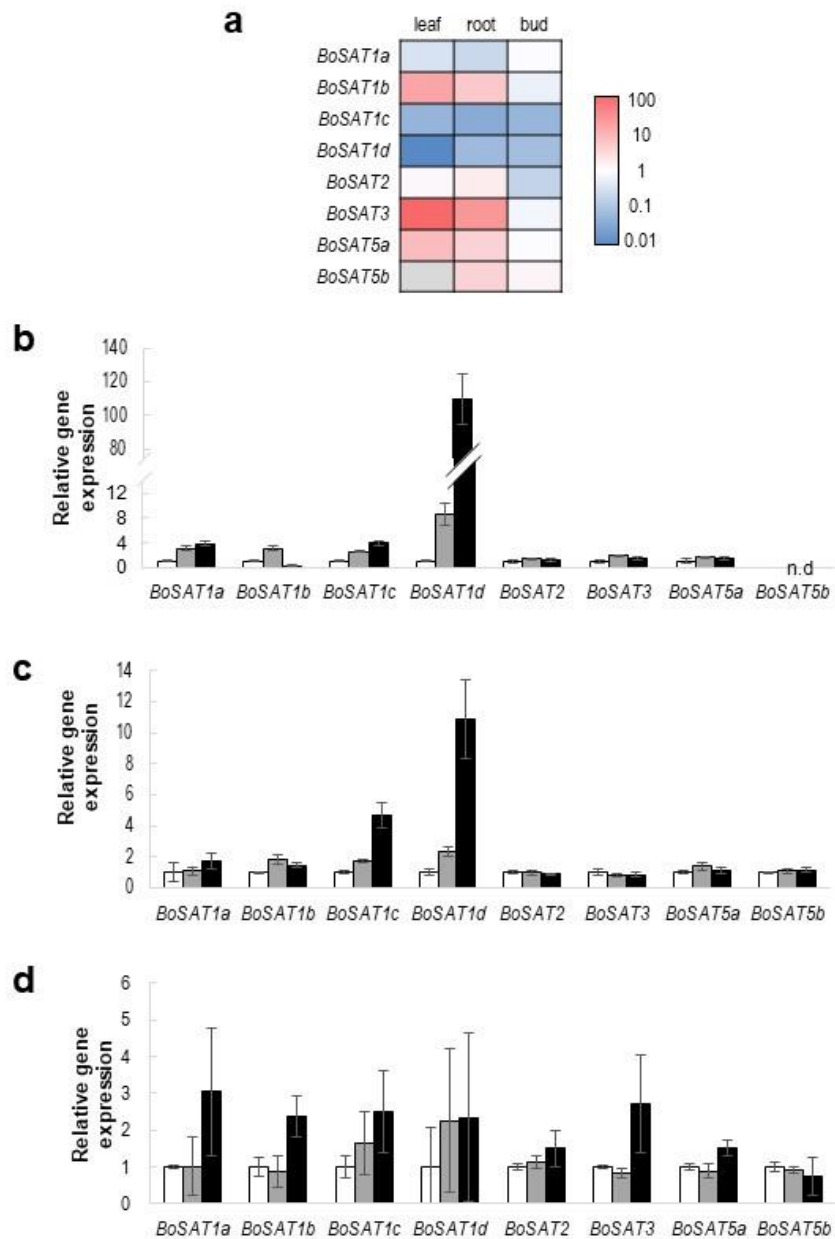 a
leaf root bud
BoSAT1a
BoSAT1b
BoSAT1c
BoSAT1d
BoSAT2
BoSAT3
BoSAT5a
BoSAT5b
100
10
1
0.1
0.01
b
Relative gene
expression
140
120
100
80
12
8
4
0
n.d
BoSAT1a BoSAT1b BoSAT1c BoSAT1d BoSAT2 BoSAT3 BoSAT5a BoSAT5b
c
Relative gene
expression
14
12
10
8
6
4
2
0
BoSAT1a BoSAT1b BoSAT1c BoSAT1d BoSAT2 BoSAT3 BoSAT5a BoSAT5b
d
Relative gene
expression
6
5
4
3
2
1
0
BoSAT1a BoSAT1b BoSAT1c BoSAT1d BoSAT2 BoSAT3 BoSAT5a BoSAT5b